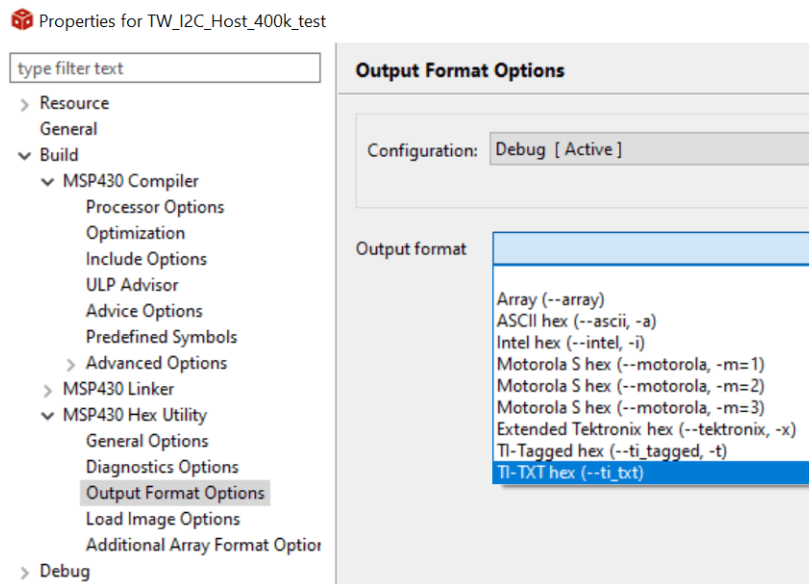 Properties for TW_I2C_Host_400k_test
type filter text
Resource
General
Build
MSP430 Compiler
Processor Options
Optimization
Include Options
ULP Advisor
Advice Options
Predefined Symbols
Advanced Options
MSP430 Linker
MSP430 Hex Utility
General Options
Diagnostics Options
Output Format Options
Load Image Options
Additional Array Format Option
Debug
Output Format Options
Configuration: Debug [ Active ]
Output format
Array (--array)
ASCII hex (--ascii, -a)
Intel hex (--intel, -i)
Motorola S hex (--motorola, -m=1)
Motorola S hex (--motorola, -m=2)
Motorola S hex (--motorola, -m=3)
Extended Tektronix hex (--tektronix, -x)
TI-Tagged hex (--ti_tagged, -t)
TI-TXT hex (--ti_txt)